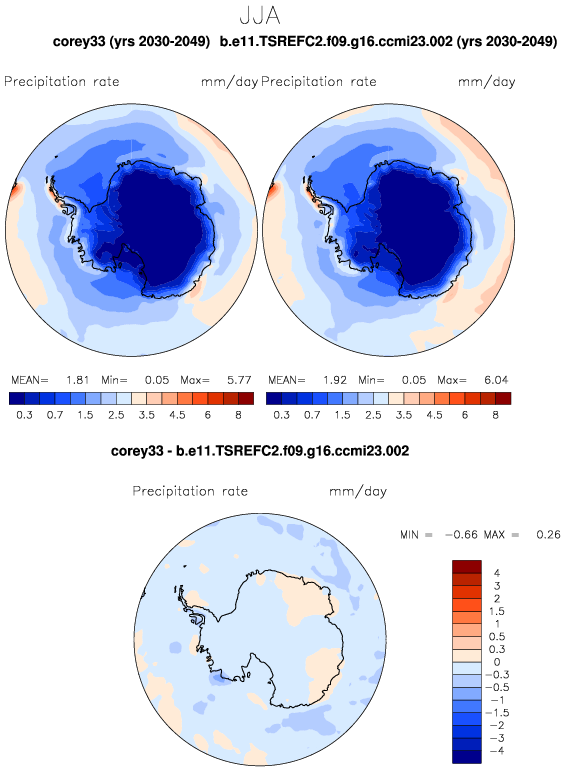 JJA
corey33 (yrs 2030-2049) b.e11.TSREFC2.f09.g16.ccmi23.002 (yrs 2030-2049)
Precipitation rate mm/day Precipitation rate mm/day
MEAN= 1.81 Min= 0.05 Max= 5.77 MEAN= 1.92 Min= 0.05 Max= 6.04
0.3 0.7 1.5 2.5 3.5 4.5 6 8 0.3 0.7 1.5 2.5 3.5 4.5 6 8
corey33 - b.e11.TSREFC2.f09.g16.ccmi23.002
Precipitation rate mm/day
MIN = -0.66 MAX = 0.26
4
3
2
1.5
1
0.5
0.3
0
-0.3
-0.5
-1
-1.5
-2
-3
-4